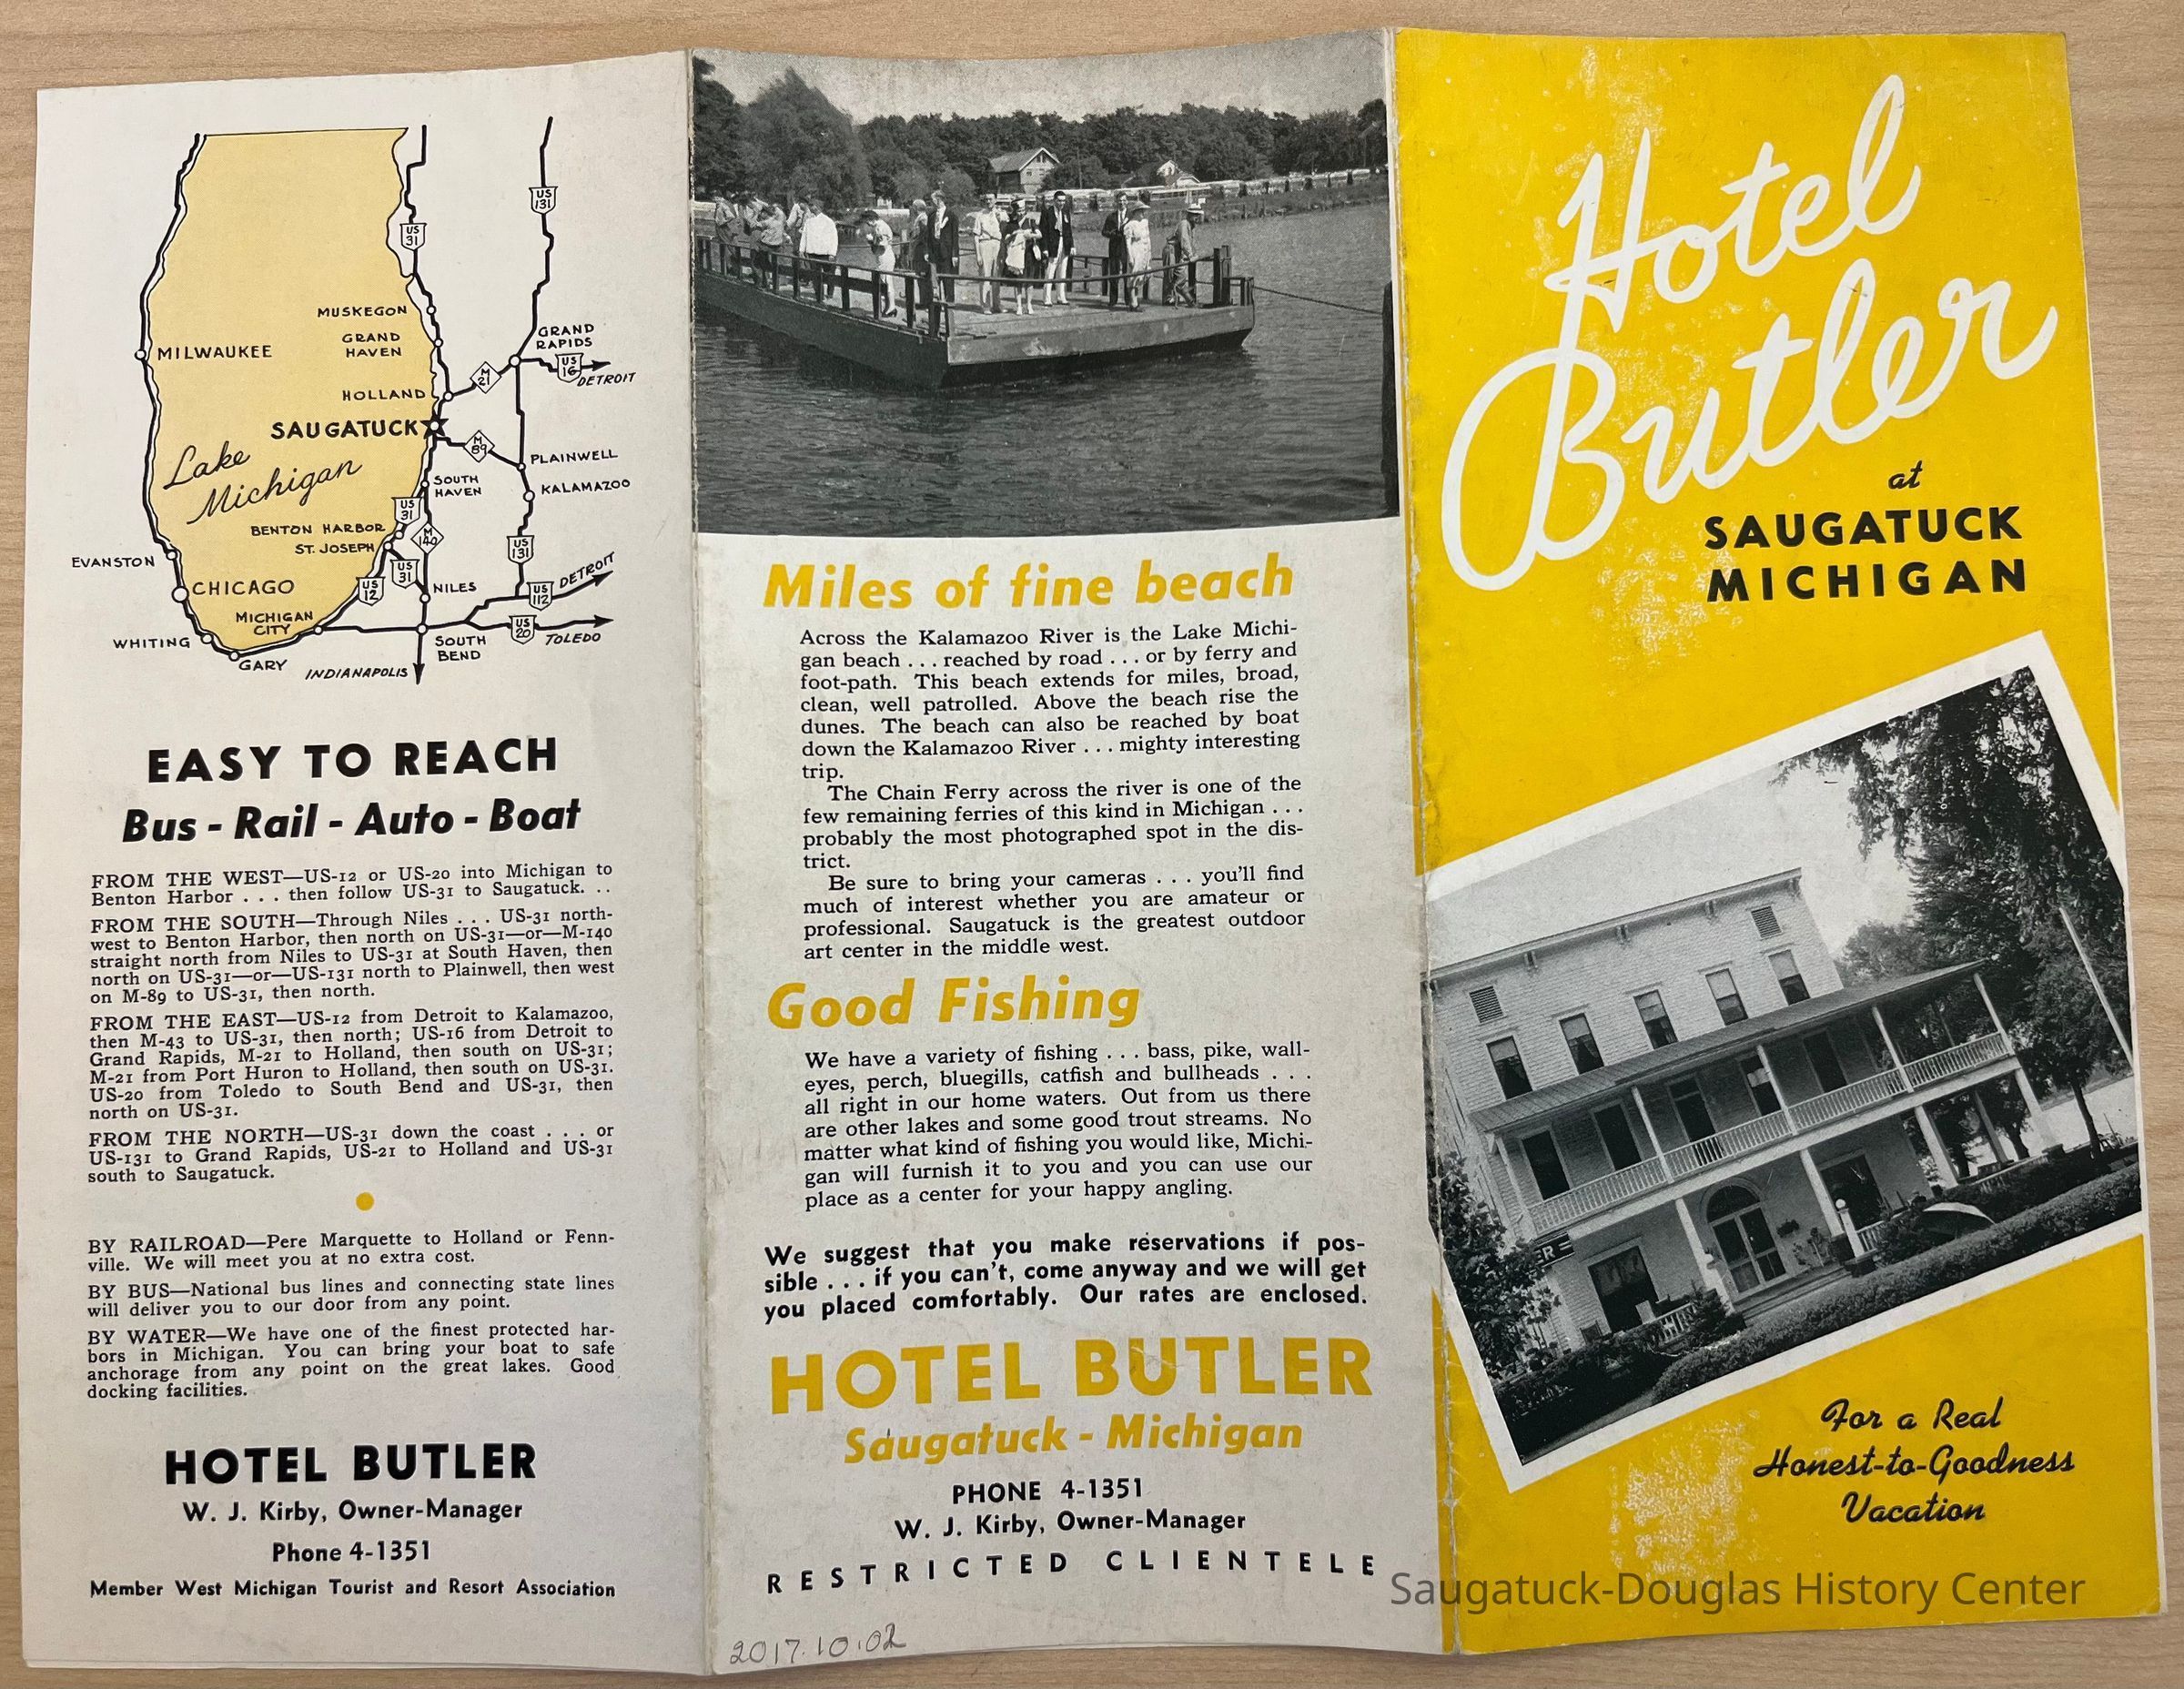 US
131
US
31
MUSKEGON
GRAND
HAVEN
GRAND
RAPIDS
US
16
DETROIT
MILWAUKEE
M
21
HOLLAND
SAUGATUCK
M
89
Lake
Michigan
PLAINWELL
SOUTH
HAVEN
KALAMAZOO
US
31
BENTON HARBOR
ST. JOSEPH
M
140
US
131
EVANSTON
US
31
DETROIT
CHICAGO
US
12
NILES
US
112
MICHIGAN
CITY
US
20
TOLEDO
WHITING
SOUTH
BEND
GARY
INDIANAPOLIS
EASY TO REACH
Bus - Rail - Auto - Boat
FROM THE WEST—US-12 or US-20 into Michigan to
Benton Harbor . . . then follow US-31 to Saugatuck. . .
FROM THE SOUTH—Through Niles . . . US-31 north-
west to Benton Harbor, then north on US-31—or—M-140
straight north from Niles to US-31 at South Haven, then
north on US-31—or—US-131 north to Plainwell, then west
on M-89 to US-31, then north.
FROM THE EAST—US-12 from Detroit to Kalamazoo,
then M-43 to US-31, then north; US-16 from Detroit to
Grand Rapids, M-21 to Holland, then south on US-31;
M-21 from Port Huron to Holland, then south on US-31.
US-20 from Toledo to South Bend and US-31, then
north on US-31.
FROM THE NORTH—US-31 down the coast . . . or
US-131 to Grand Rapids, US-21 to Holland and US-31
south to Saugatuck.
BY RAILROAD—Pere Marquette to Holland or Fenn-
ville. We will meet you at no extra cost.
BY BUS—National bus lines and connecting state lines
will deliver you to our door from any point.
BY WATER—We have one of the finest protected har-
bors in Michigan. You can bring your boat to safe
anchorage from any point on the great lakes. Good
docking facilities.
HOTEL BUTLER
W. J. Kirby, Owner-Manager
Phone 4-1351
Member West Michigan Tourist and Resort Association
Miles of fine beach
Across the Kalamazoo River is the Lake Michi-
gan beach . . . reached by road . . . or by ferry and
foot-path. This beach extends for miles, broad,
clean, well patrolled. Above the beach rise the
dunes. The beach can also be reached by boat
down the Kalamazoo River . . . mighty interesting
trip.
The Chain Ferry across the river is one of the
few remaining ferries of this kind in Michigan . . .
probably the most photographed spot in the dis-
trict.
Be sure to bring your cameras . . . you'll find
much of interest whether you are amateur or
professional. Saugatuck is the greatest outdoor
art center in the middle west.
Good Fishing
We have a variety of fishing . . . bass, pike, wall-
eyes, perch, bluegills, catfish and bullheads . . .
all right in our home waters. Out from us there
are other lakes and some good trout streams. No
matter what kind of fishing you would like, Michi-
gan will furnish it to you and you can use our
place as a center for your happy angling.
We suggest that you make reservations if pos-
sible . . . if you can't, come anyway and we will get
you placed comfortably. Our rates are enclosed.
HOTEL BUTLER
Saugatuck - Michigan
PHONE 4-1351
W. J. Kirby, Owner-Manager
RESTRICTED CLIENTELE
2017.10.02
Hotel
Butler
at
SAUGATUCK
MICHIGAN
ER
For a Real
Honest-to-Goodness
Vacation
Saugatuck-Douglas History Center